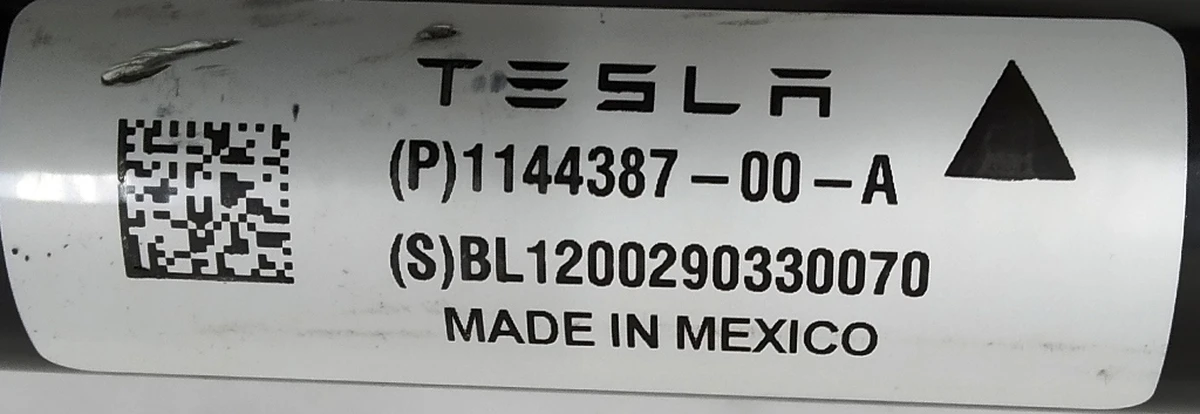 TESLA
(P)1144387-00-A
(S)BL1200290330070
MADE IN MEXICO